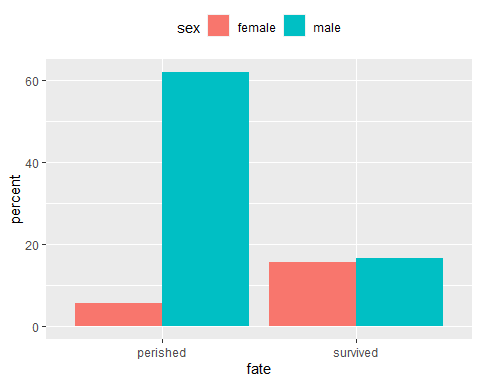 sex female male
percent
60
40
20
0
perished survived
fate